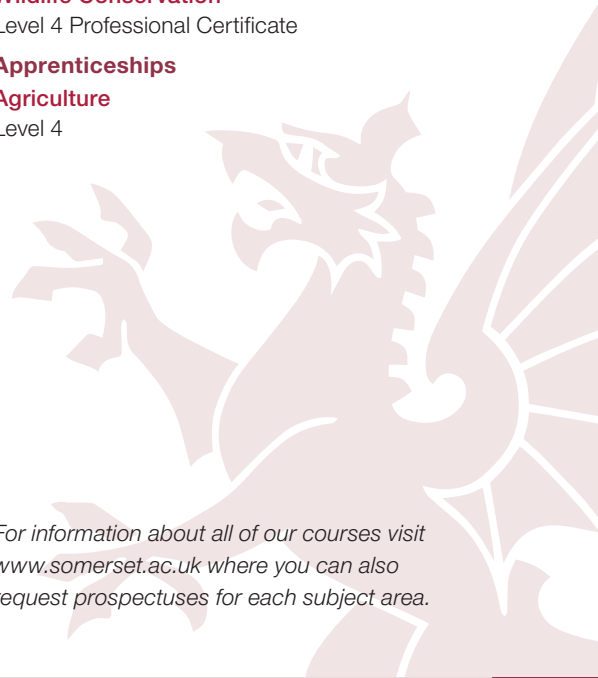 Wildlife Conservation
Level 4 Professional Certificate
Apprenticeships
Agriculture
Level 4
For information about all of our courses visit
www.somerset.ac.uk where you can also
request prospectuses for each subject area.